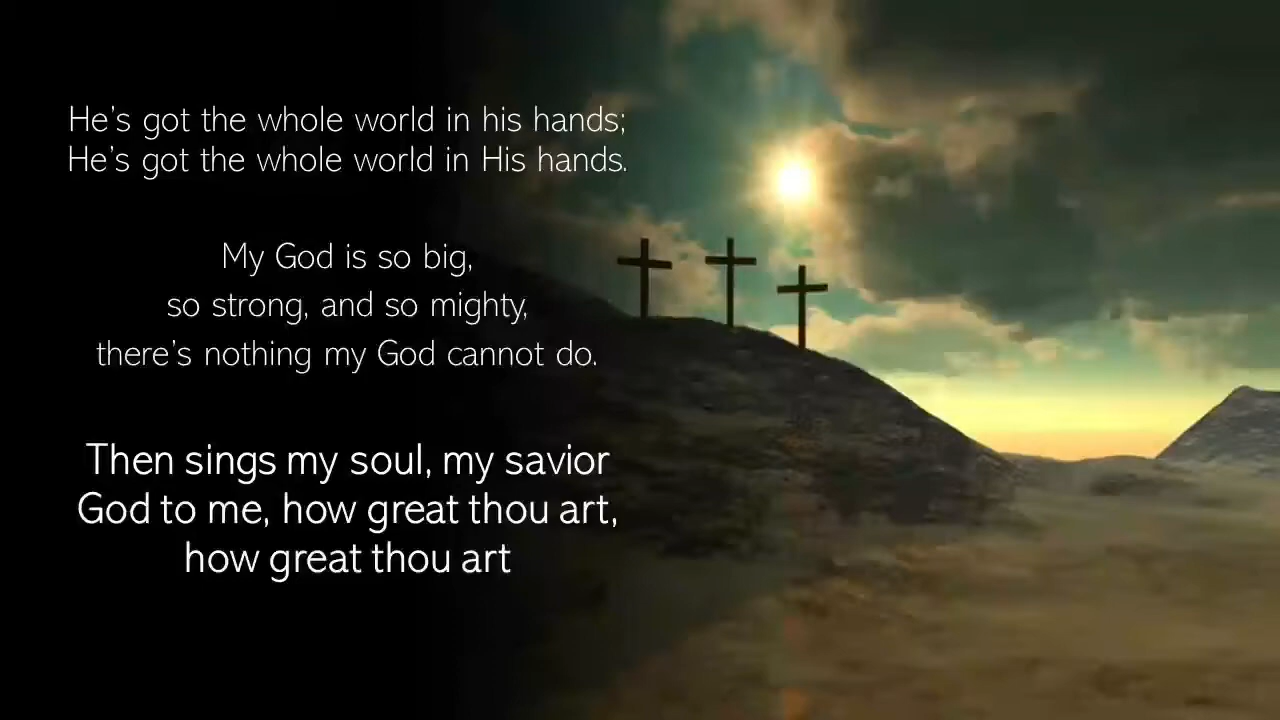 He's got the whole world in his hands;
He's got the whole world in His hands.
My God is so big,
so strong, and so mighty,
there's nothing my God cannot do.
Then sings my soul, my savior
God to me, how great thou art,
how great thou art